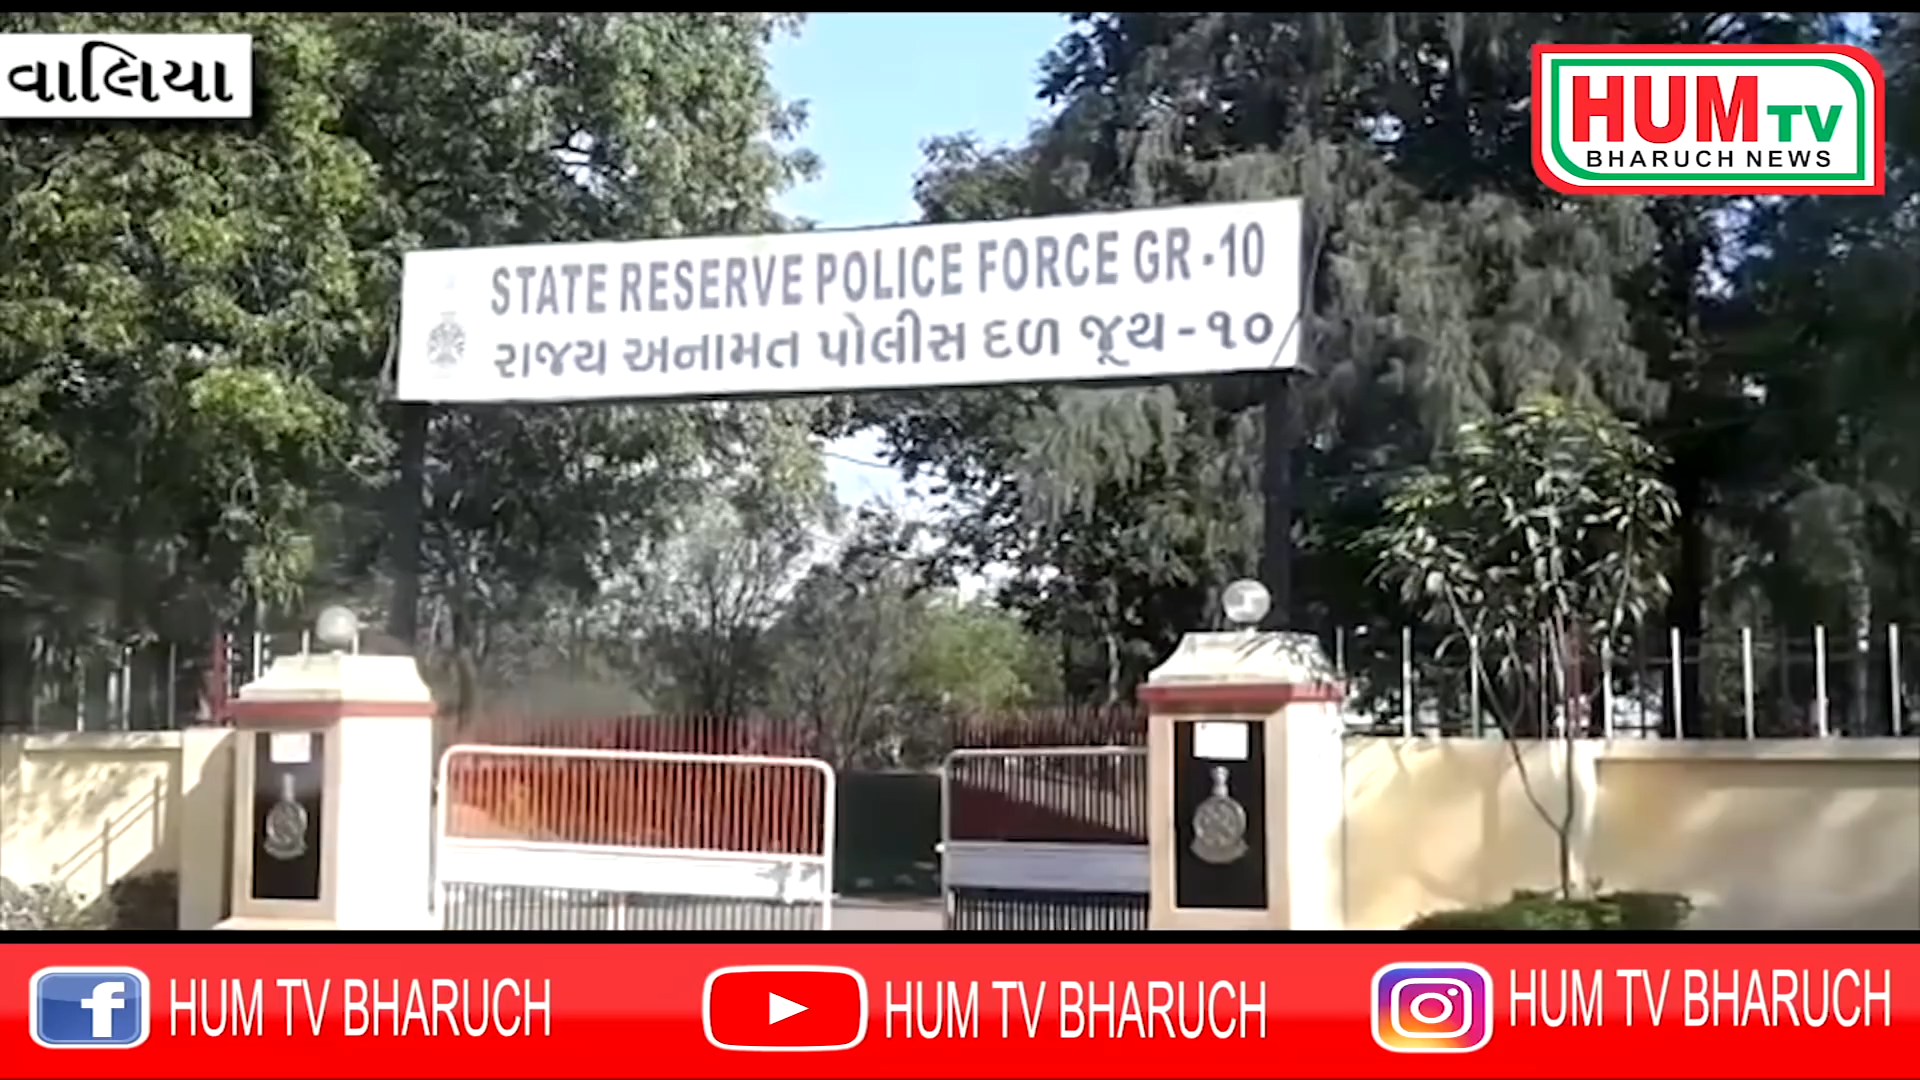 વાલિયા
HUM TV
BHARUCH NEWS
STATE RESERVE POLICE FORCE GR-10
રાજય અનામત પોલીસ દળ જૂથ-૧૦
HUM TV BHARUCH
HUM TV BHARUCH
HUM TV BHARUCH